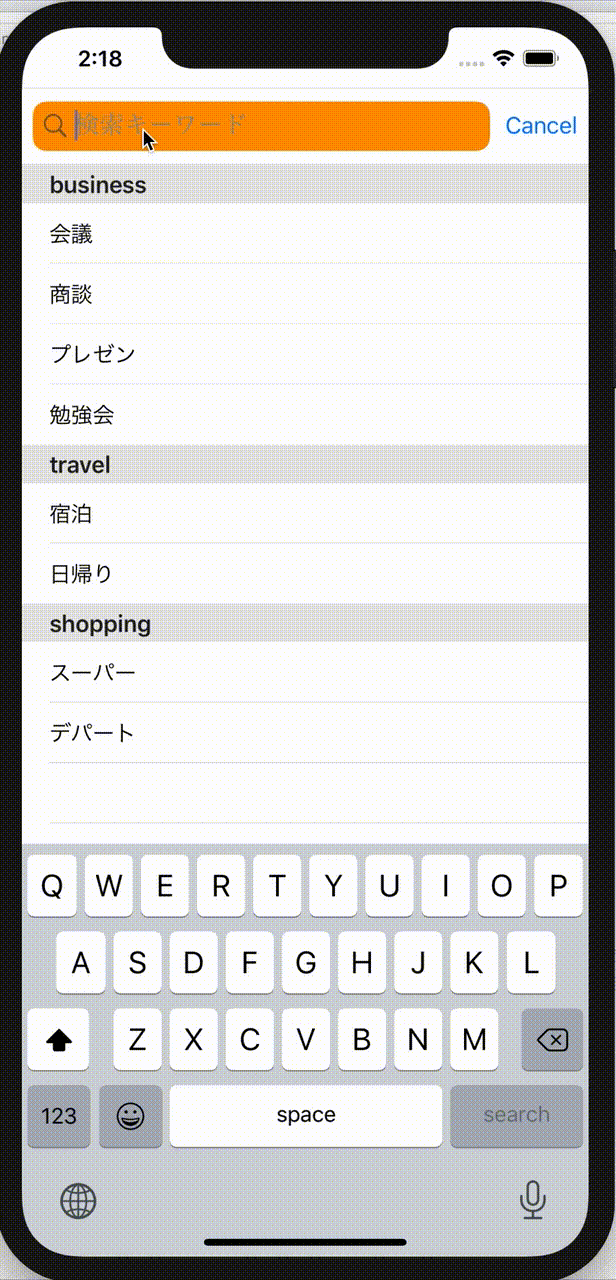 2:18
検索キーワード Cancel
business
会議
商談
プレゼン
勉強会
travel
宿泊
日帰り
shopping
スーパー
デパート
Q W E R T Y U I O P
A S D F G H J K L
Z X C V B N M
123 space search